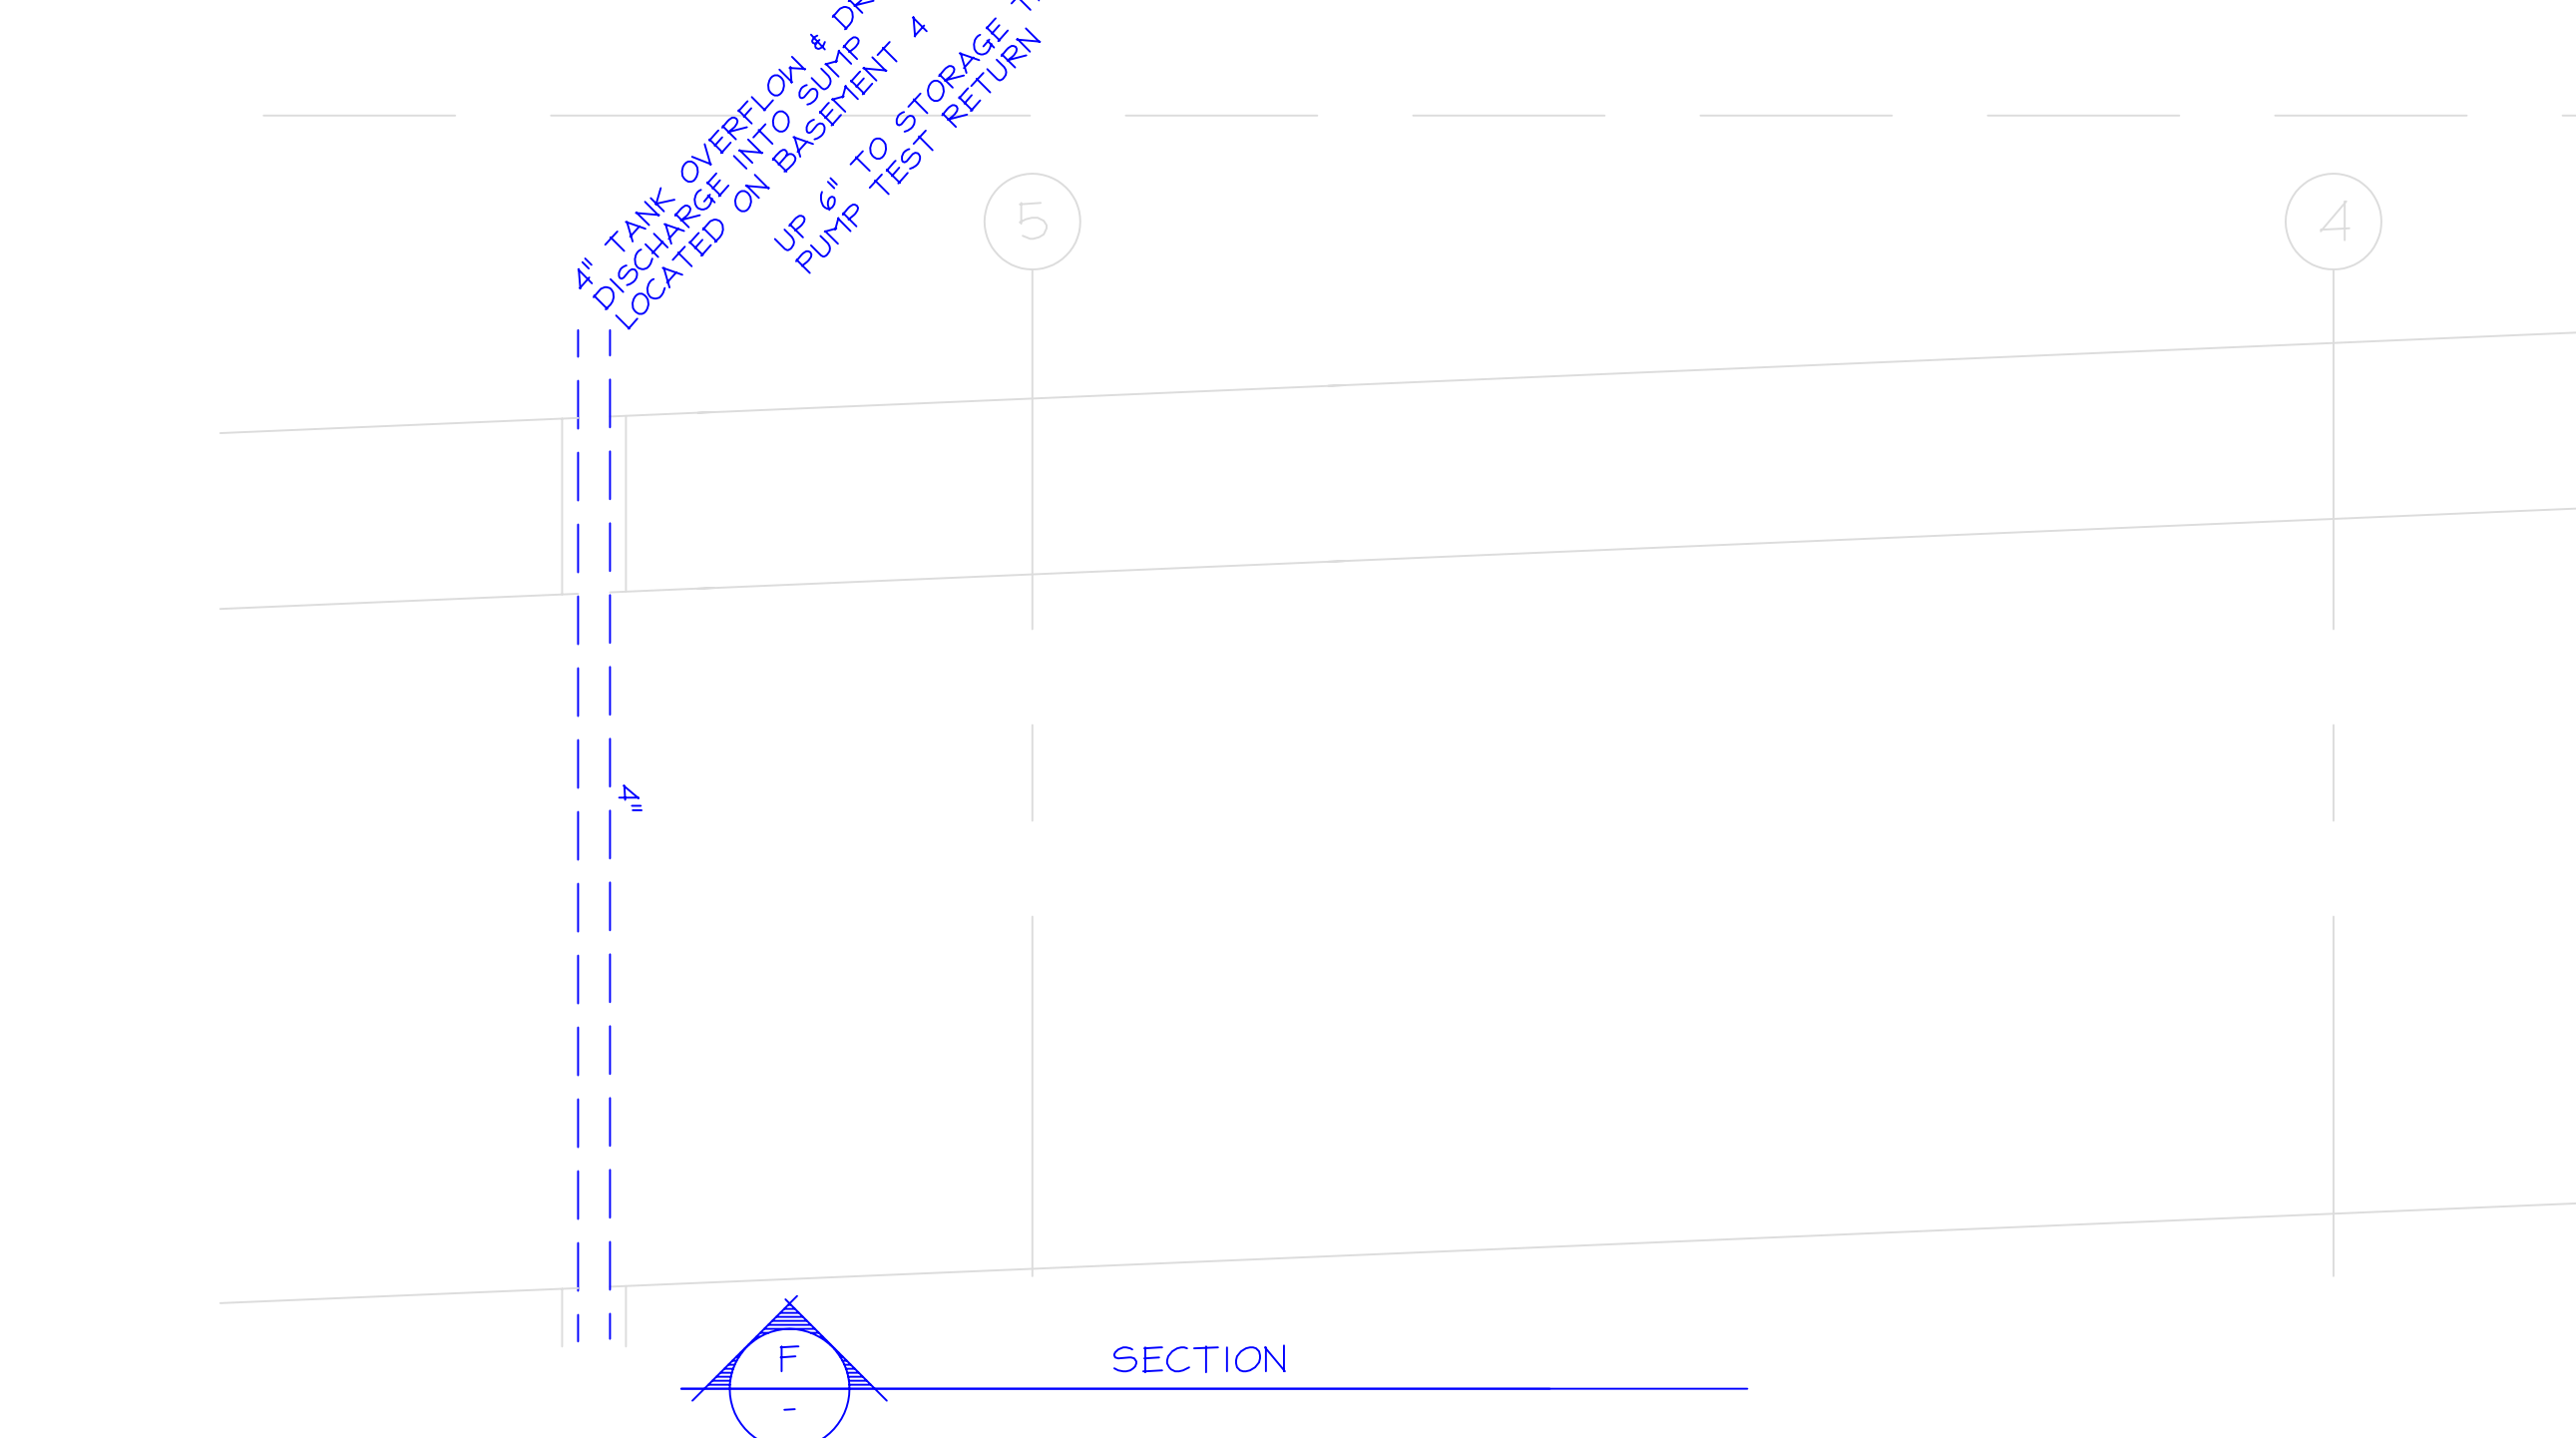 4" TANK OVERFLOW &
DISCHARGE INTO SUMP
LOCATED ON BASEMENT 4
UP 6" TO STORAGE
PUMP TEST RETURN
5
4
4"
F
-
SECTION